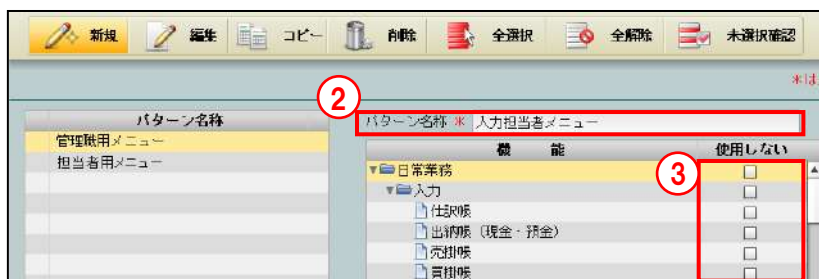 新規 編集 コピー 削除 全選択 全解除 未選択確認
※は
②
パターン名称
管理職用メニュー
担当者用メニュー
パターン名称 ※ 入力担当者メニュー
機 能 使用しない
③
日常業務
入力
仕訳帳
出納帳（現金・預金）
売掛帳
買掛帳